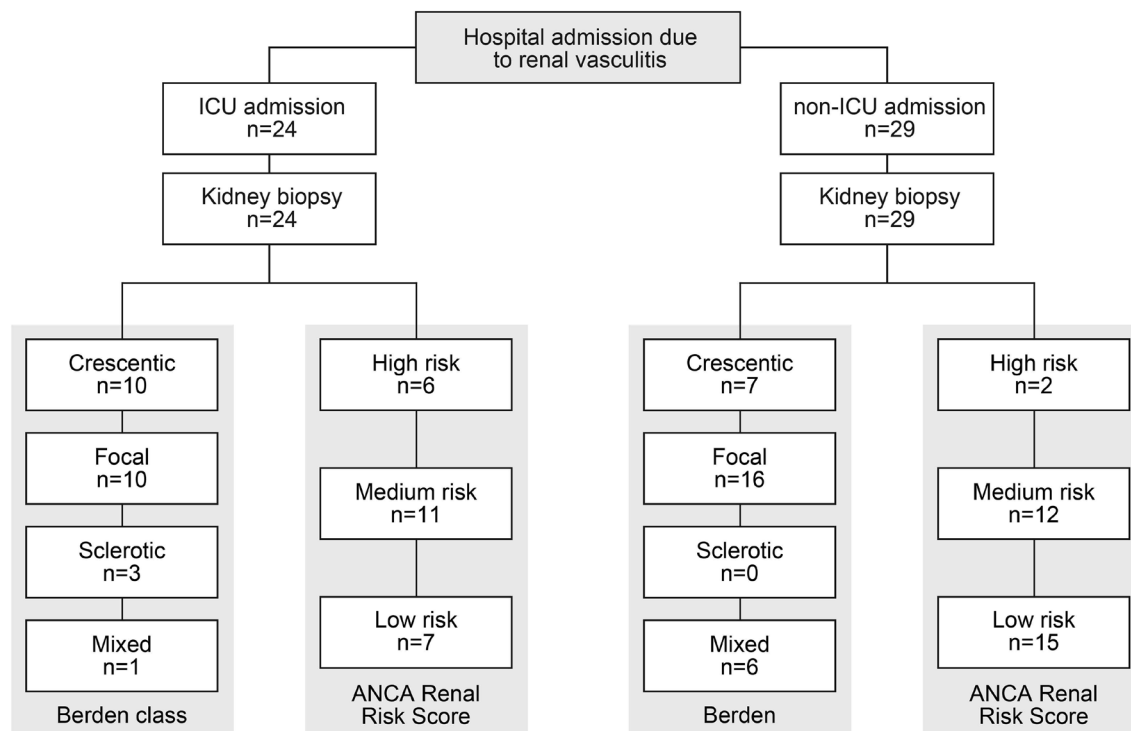 Hospital admission due
to renal vasculitis
ICU admission
n=24
non-ICU admission
n=29
Kidney biopsy
n=24
Kidney biopsy
n=29
Crescentic
n=10
Focal
n=10
Sclerotic
n=3
Mixed
n=1
Berden class
High risk
n=6
Medium risk
n=11
Low risk
n=7
ANCA Renal
Risk Score
Crescentic
n=7
Focal
n=16
Sclerotic
n=0
Mixed
n=6
Berden
High risk
n=2
Medium risk
n=12
Low risk
n=15
ANCA Renal
Risk Score